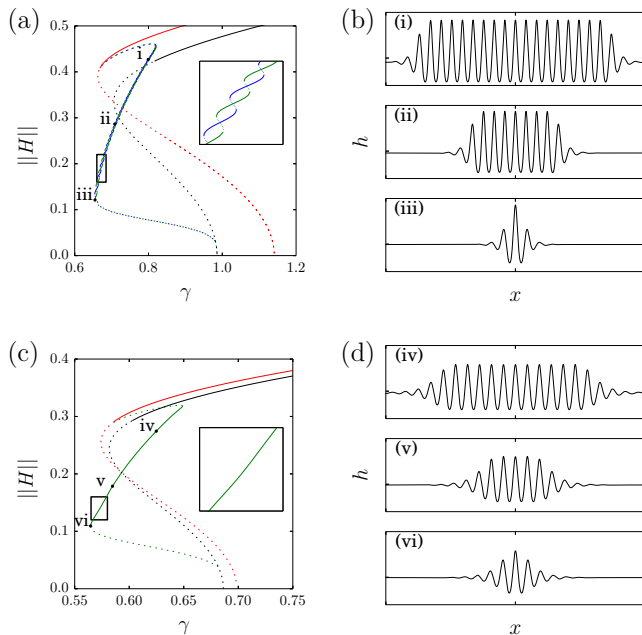 (a)
0.5
0.4
0.3
0.2
0.1
0.0
||H||
i
ii
iii
0.6 0.8 1.0 1.2
γ
(b)
(i)
(ii)
(iii)
h
x
(c)
0.4
0.3
0.2
0.1
0.0
||H||
iv
v
vi
0.55 0.60 0.65 0.70 0.75
γ
(d)
(iv)
(v)
(vi)
h
x